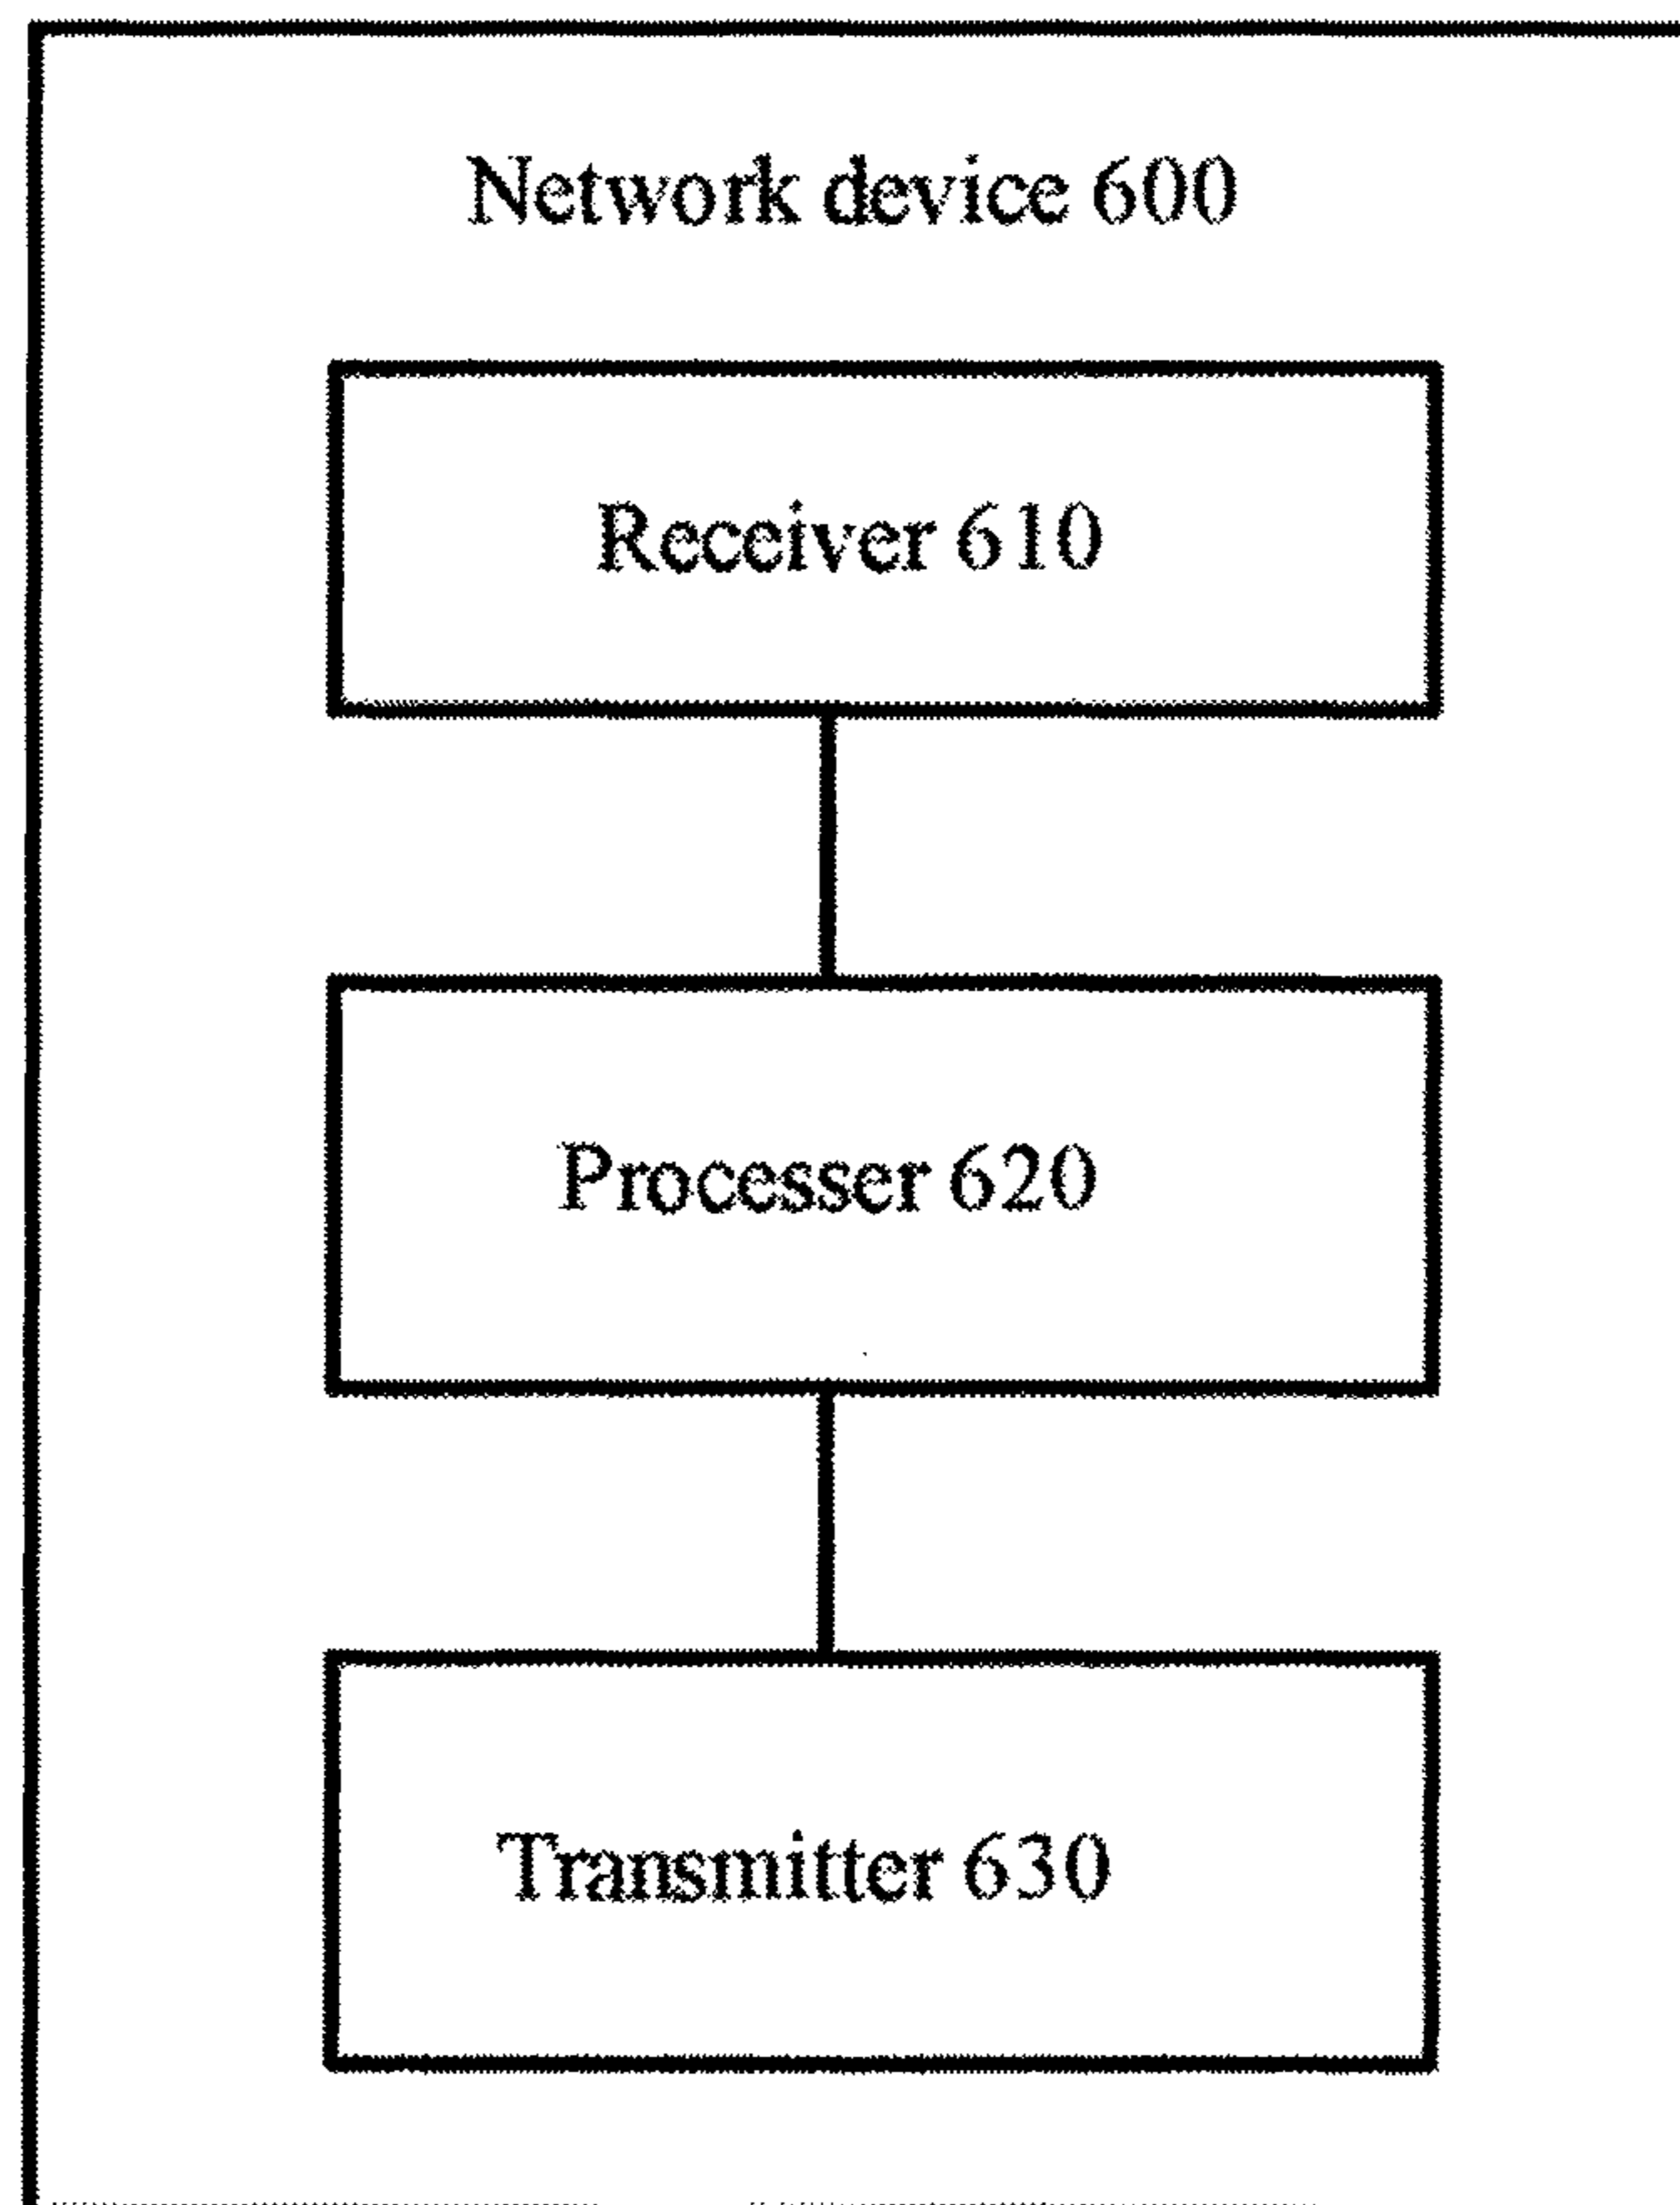 Network device 600
Receiver 610
Processer 620
Transmitter 630